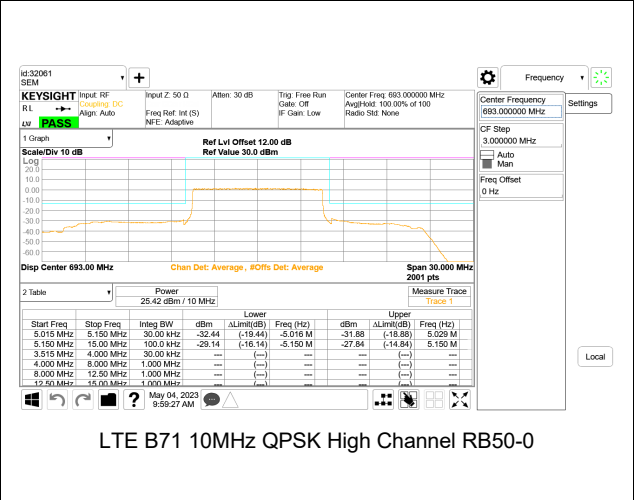 id:32061
SEM
KEYSIGHT
R L
PASS
Input: RF
Coupling: DC
Align: Auto
Input Z: 50 Ω
Freq Ref: Int (S)
NFE: Adaptive
Atten: 30 dB
Trig: Free Run
Gate: Off
IF Gain: Low
Center Freq: 693.000000 MHz
Avg|Hold: 100.00% of 100
Radio Std: None
1 Graph
Scale/Div 10 dB
Ref Lvl Offset 12.00 dB
Ref Value 30.0 dBm
Log
20.0
10.0
0.00
-10.0
-20.0
-30.0
-40.0
-50.0
-60.0
Disp Center 693.00 MHz
Chan Det: Average, #Offs Det: Average
Span 30.000 MHz
2001 pts
2 Table
Power
25.42 dBm / 10 MHz
Measure Trace
Trace 1
Lower Upper
Start Freq Stop Freq Integ BW dBm ΔLimit(dB) Freq (Hz) dBm ΔLimit(dB) Freq (Hz)
5.015 MHz 5.150 MHz 30.00 kHz -32.44 (-19.44) -5.016 M -31.88 (-18.88) 5.029 M
5.150 MHz 15.00 MHz 100.0 kHz -29.14 (-16.14) -5.150 M -27.84 (-14.84) 5.150 M
3.515 MHz 4.000 MHz 30.00 kHz --- (---) --- --- (---) ---
4.000 MHz 8.000 MHz 1.000 MHz --- (---) --- --- (---) ---
8.000 MHz 12.50 MHz 1.000 MHz --- (---) --- --- (---) ---
12.50 MHz 15.00 MHz 1.000 MHz --- (---) --- --- (---) ---
May 04, 2023
9:59:27 AM
Frequency
Center Frequency
693.000000 MHz
CF Step
3.000000 MHz
Auto
Man
Freq Offset
0 Hz
Settings
Local
LTE B71 10MHz QPSK High Channel RB50-0